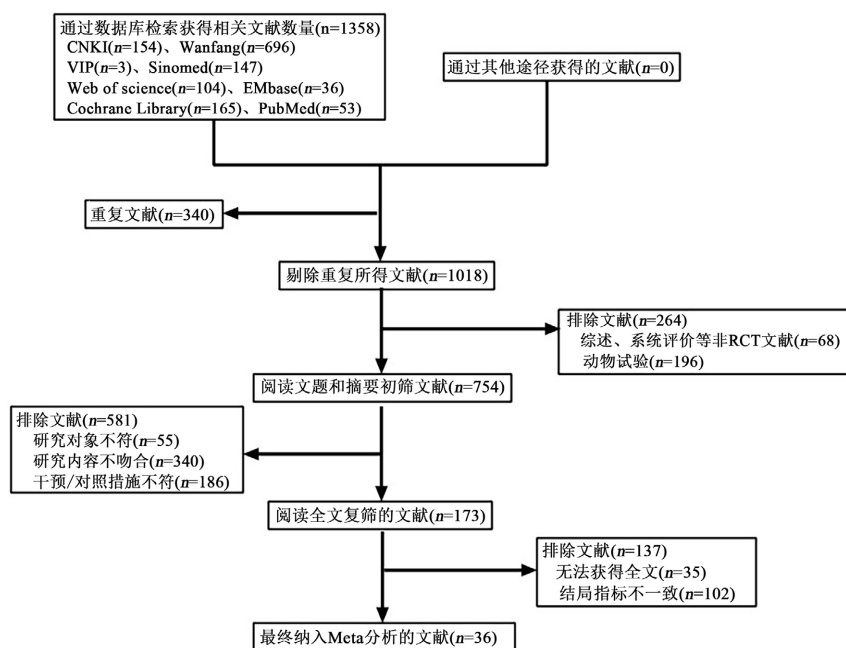 通过数据库检索获得相关文献数量(n=1358)
CNKI(n=154)、Wanfang(n=696)
VIP(n=3)、Sinomed(n=147)
Web of science(n=104)、EMbase(n=36)
Cochrane Library(n=165)、PubMed(n=53)
通过其他途径获得的文献(n=0)
重复文献(n=340)
剔除重复所得文献(n=1018)
排除文献(n=264)
综述、系统评价等非RCT文献(n=68)
动物试验(n=196)
阅读文题和摘要初筛文献(n=754)
排除文献(n=581)
研究对象不符(n=55)
研究内容不吻合(n=340)
干预/对照措施不符(n=186)
阅读全文复筛的文献(n=173)
排除文献(n=137)
无法获得全文(n=35)
结局指标不一致(n=102)
最终纳入Meta分析的文献(n=36)